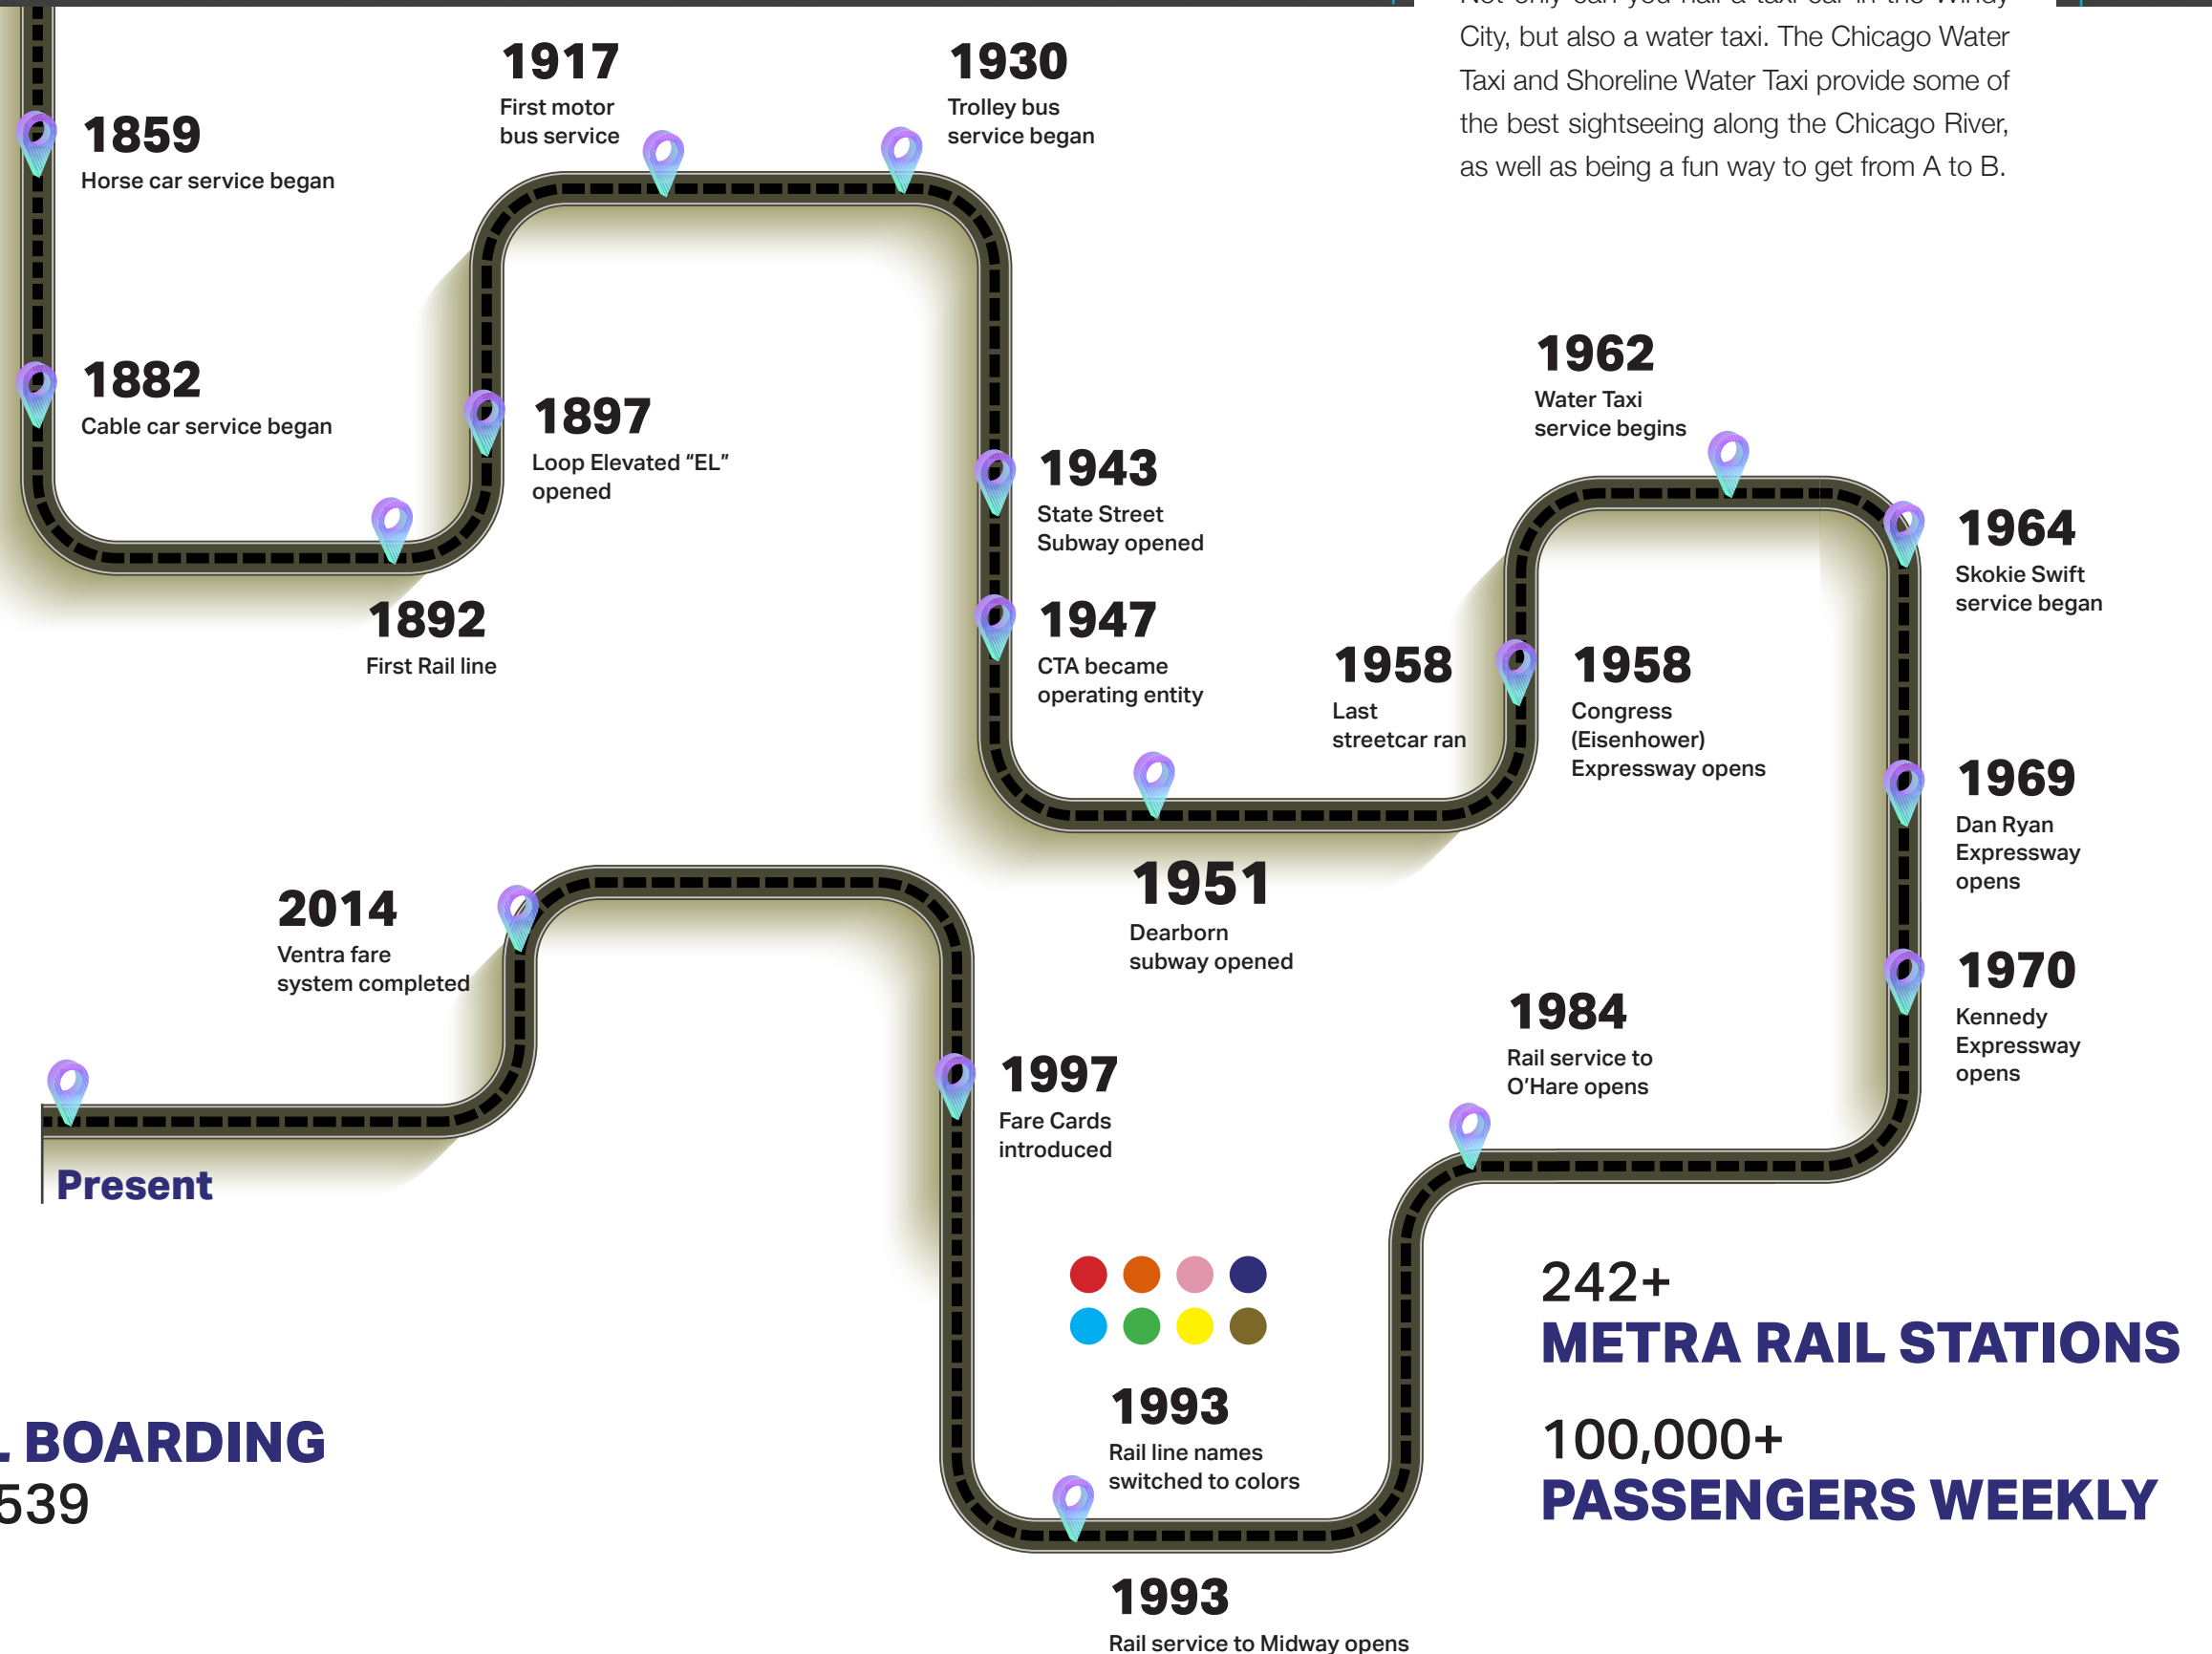 City, but also a water taxi. The Chicago Water
Taxi and Shoreline Water Taxi provide some of
the best sightseeing along the Chicago River,
as well as being a fun way to get from A to B.
1859
Horse car service began
1882
Cable car service began
1892
First Rail line
1897
Loop Elevated “EL”
opened
1917
First motor
bus service
1930
Trolley bus
service began
1943
State Street
Subway opened
1947
CTA became
operating entity
1951
Dearborn
subway opened
1958
Last
streetcar ran
1958
Congress
(Eisenhower)
Expressway opens
1962
Water Taxi
service begins
1964
Skokie Swift
service began
1969
Dan Ryan
Expressway
opens
1970
Kennedy
Expressway
opens
1984
Rail service to
O’Hare opens
1993
Rail line names
switched to colors
1993
Rail service to Midway opens
1997
Fare Cards
introduced
2014
Ventra fare
system completed
Present
242+
METRA RAIL STATIONS
100,000+
PASSENGERS WEEKLY
BOARDING
539